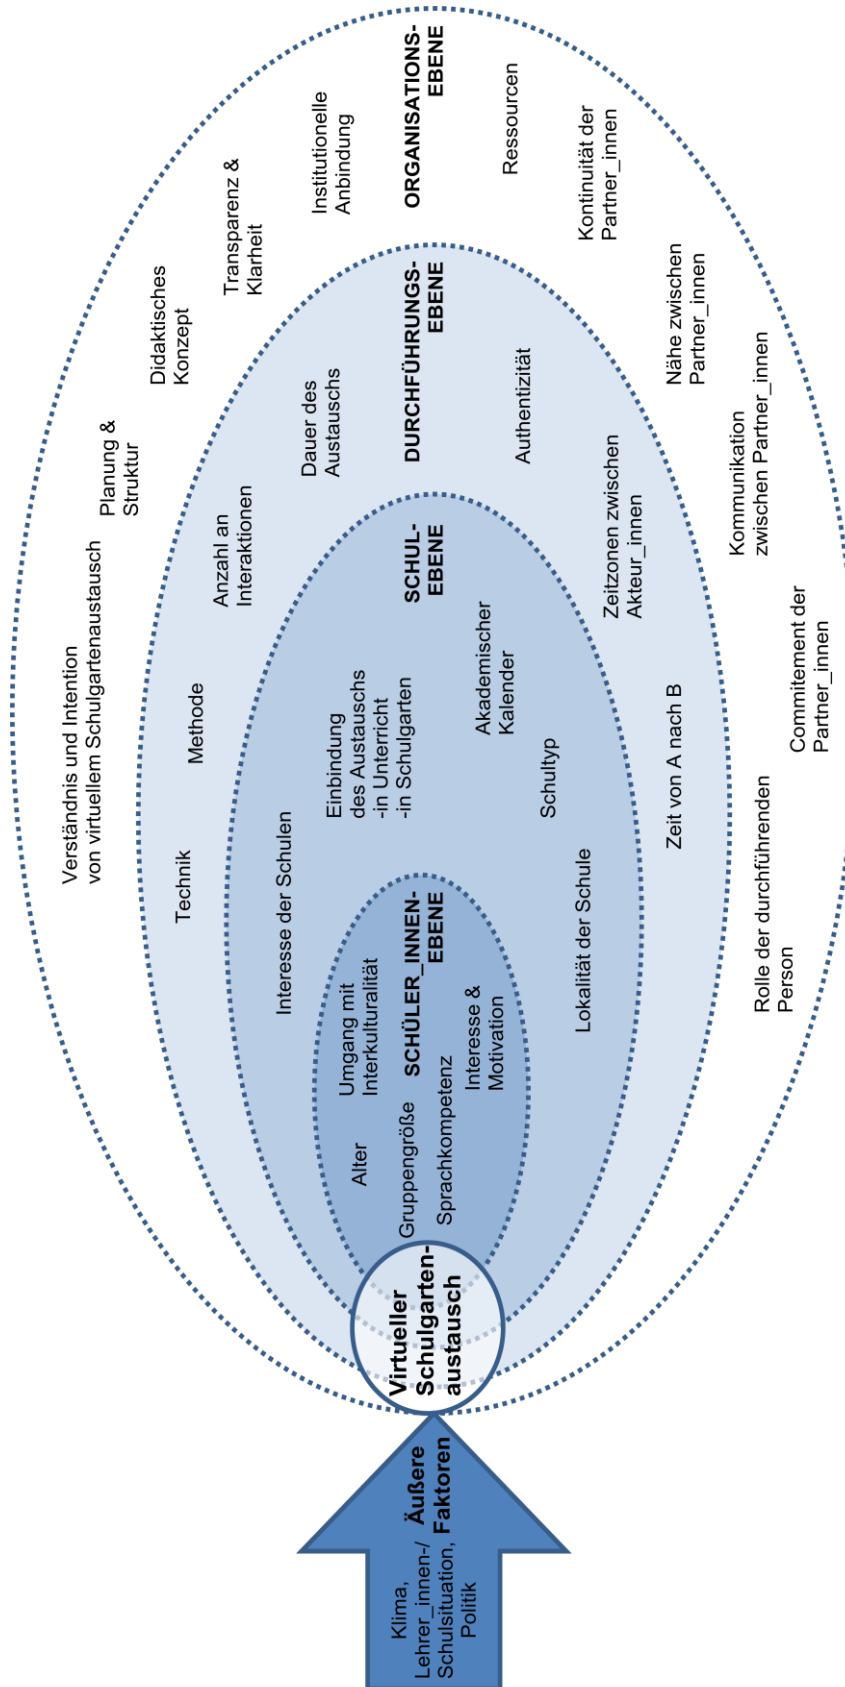 Klima,
Lehrer_innen-/
Schulsituation,
Politik
Äußere
Faktoren
Virtueller
Schulgarten-
austausch
Alter
Umgang mit
Interkulturalität
Gruppengröße
SCHÜLER_INNEN-
EBENE
Sprachkompetenz
Interesse &
Motivation
Interesse der Schulen
Einbindung
des Austauschs
-in Unterricht
-in Schulgarten
SCHUL-
EBENE
Akademischer
Kalender
Schultyp
Lokalität der Schule
Technik
Methode
Anzahl an
Interaktionen
Dauer des
Austauschs
DURCHFÜHRUNGS-
EBENE
Authentizität
Zeitzonen zwischen
Akteur_innen
Zeit von A nach B
Verständnis und Intention
von virtuellem Schulgartenaustausch
Planung &
Struktur
Didaktisches
Konzept
Transparenz &
Klarheit
Institutionelle
Anbindung
ORGANISATIONS-
EBENE
Ressourcen
Kontinuität der
Partner_innen
Nähe zwischen
Partner_innen
Kommunikation
zwischen Partner_innen
Commitement der
Partner_innen
Rolle der durchführenden
Person